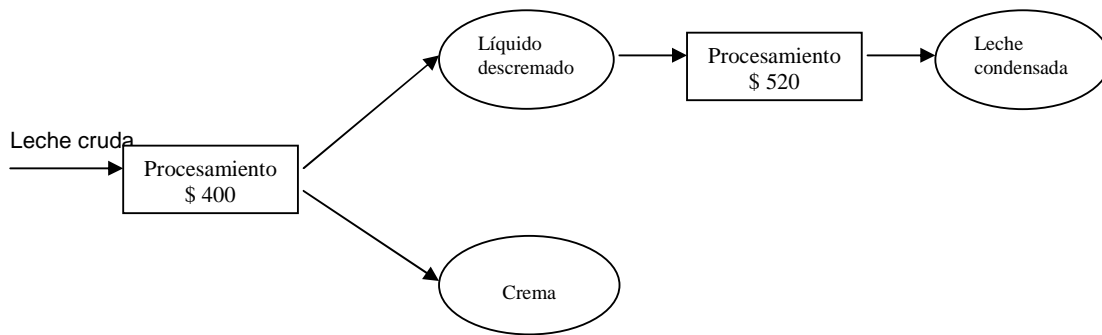 Líquido
descremado
Procesamiento
$ 520
Leche
condensada
Leche cruda
Procesamiento
$ 400
Crema